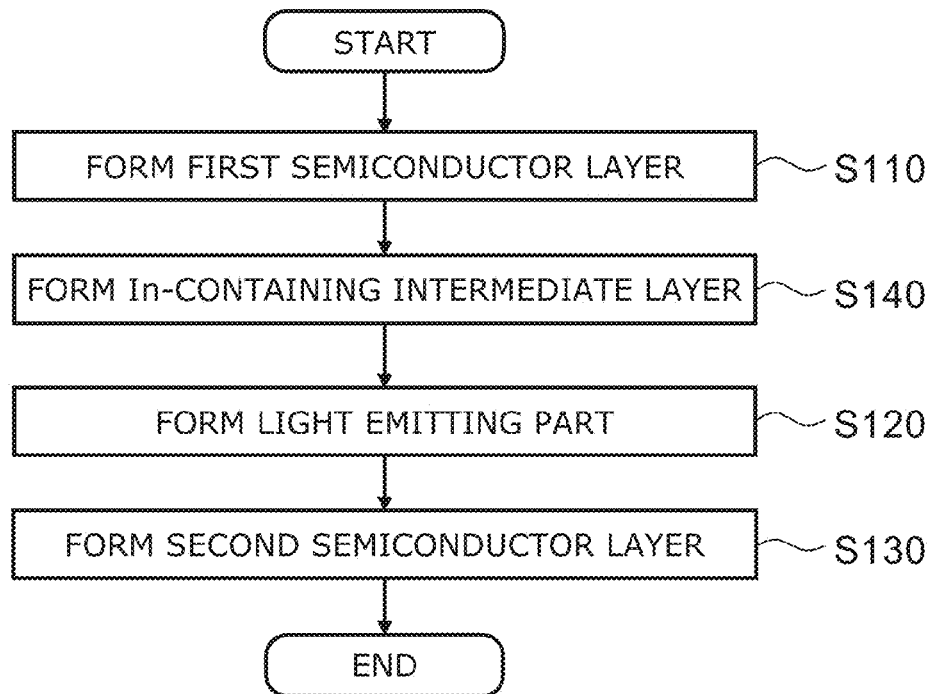 START
FORM FIRST SEMICONDUCTOR LAYER S110
FORM In-CONTAINING INTERMEDIATE LAYER S140
FORM LIGHT EMITTING PART S120
FORM SECOND SEMICONDUCTOR LAYER S130
END